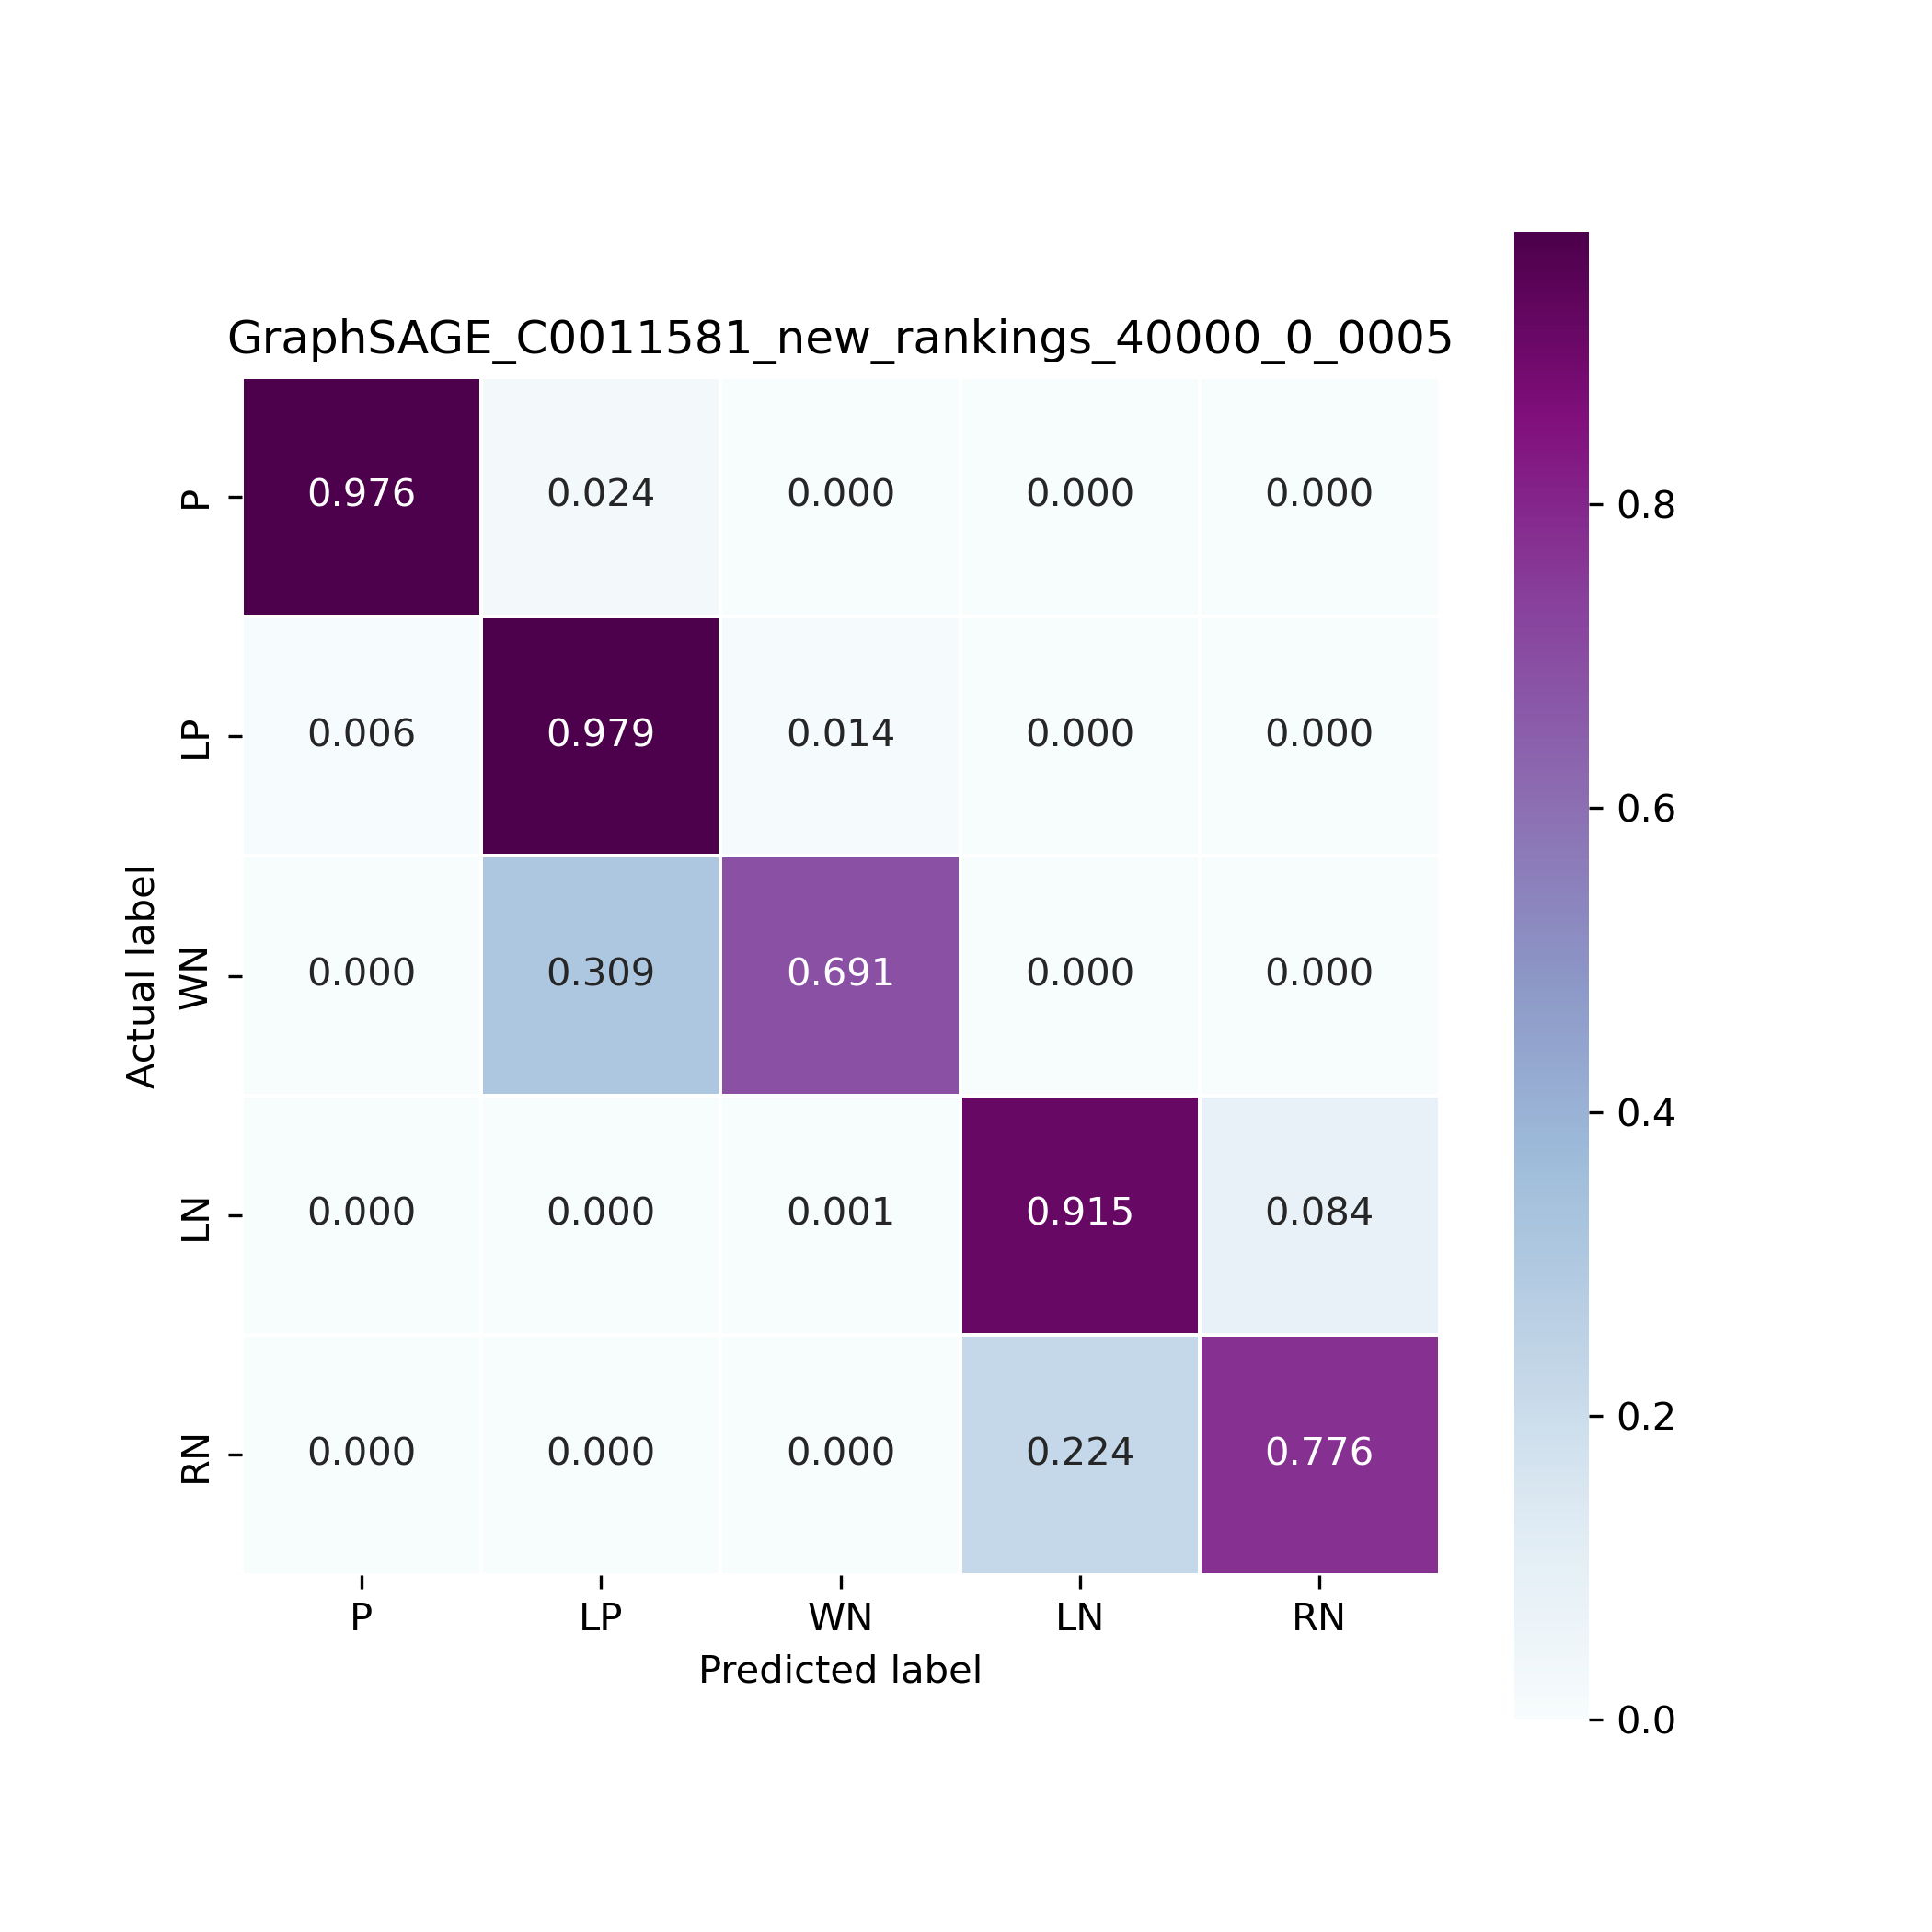 GraphSAGE_C0011581_new_rankings_40000_0_0005
P 0.976 0.024 0.000 0.000 0.000
LP 0.006 0.979 0.014 0.000 0.000
WN 0.000 0.309 0.691 0.000 0.000
LN 0.000 0.000 0.001 0.915 0.084
RN 0.000 0.000 0.000 0.224 0.776
P LP WN LN RN
Predicted label
Actual label
0.8
0.6
0.4
0.2
0.0